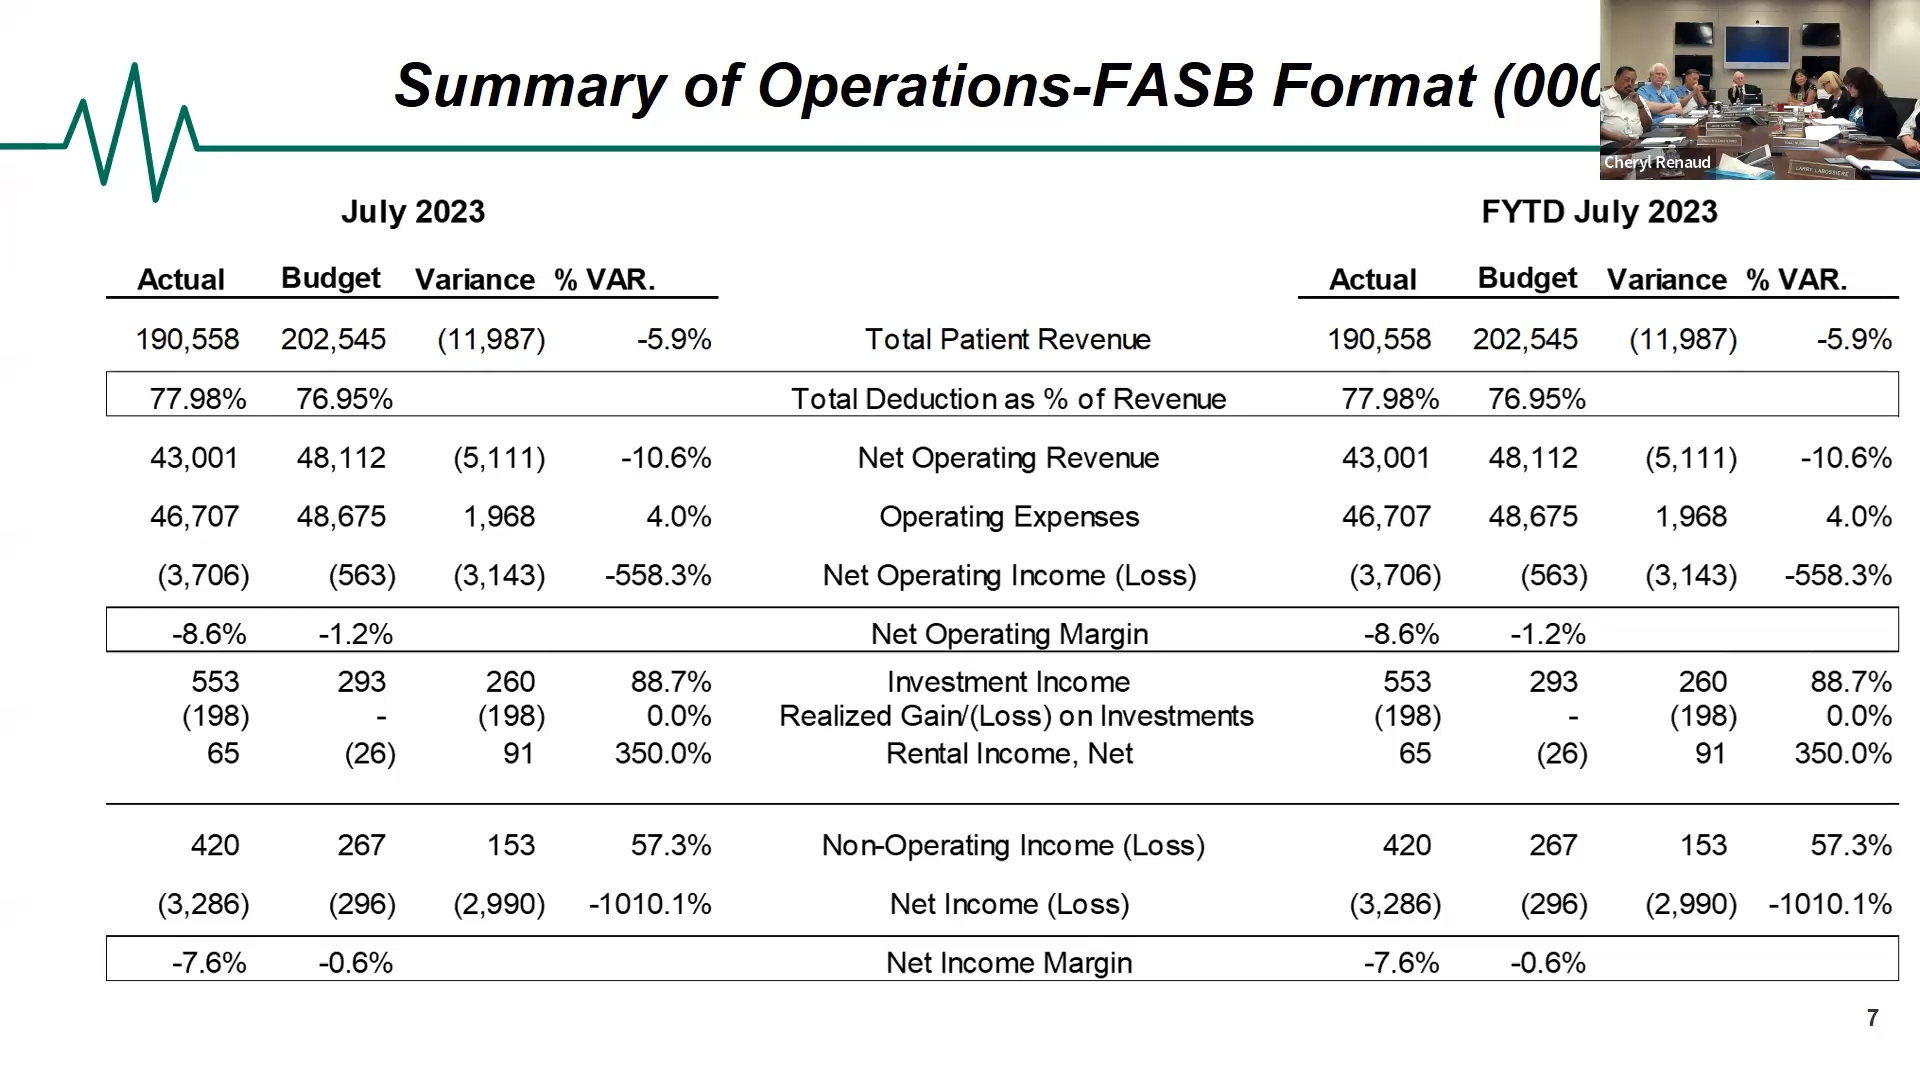 Summary of Operations-FASB Format (000
Cheryl Renaud
LARRY LABOSSIERE
July 2023 FYTD July 2023
Actual Budget Variance % VAR. Actual Budget Variance % VAR.
190,558 202,545 (11,987) -5.9% Total Patient Revenue 190,558 202,545 (11,987) -5.9%
77.98% 76.95% Total Deduction as % of Revenue 77.98% 76.95%
43,001 48,112 (5,111) -10.6% Net Operating Revenue 43,001 48,112 (5,111) -10.6%
46,707 48,675 1,968 4.0% Operating Expenses 46,707 48,675 1,968 4.0%
(3,706) (563) (3,143) -558.3% Net Operating Income (Loss) (3,706) (563) (3,143) -558.3%
-8.6% -1.2% Net Operating Margin -8.6% -1.2%
553 293 260 88.7% Investment Income 553 293 260 88.7%
(198) - (198) 0.0% Realized Gain/(Loss) on Investments (198) - (198) 0.0%
65 (26) 91 350.0% Rental Income, Net 65 (26) 91 350.0%
420 267 153 57.3% Non-Operating Income (Loss) 420 267 153 57.3%
(3,286) (296) (2,990) -1010.1% Net Income (Loss) (3,286) (296) (2,990) -1010.1%
-7.6% -0.6% Net Income Margin -7.6% -0.6%
7